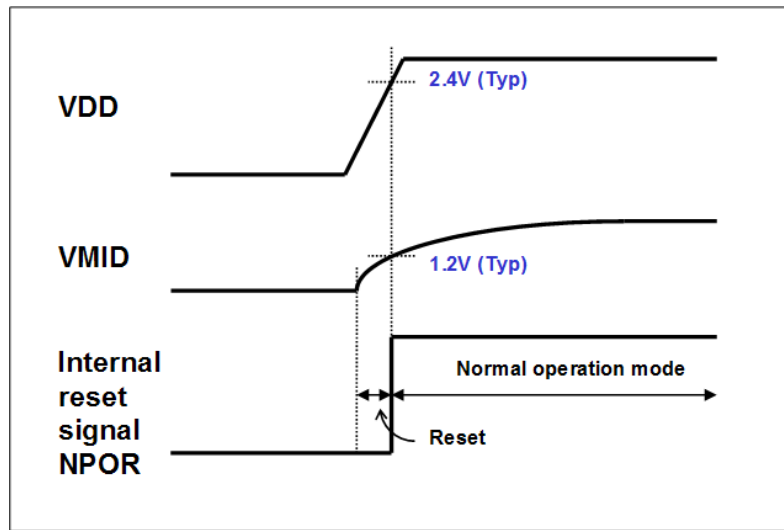 VDD
2.4V (Typ)
VMID
1.2V (Typ)
Internal
reset
signal
NPOR
Normal operation mode
Reset